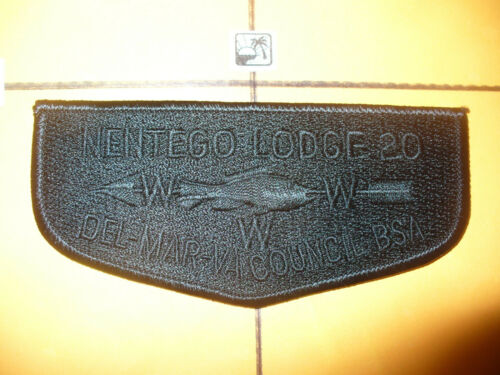 NENTEGO LODGE 20
W W
W
DEL-MAR-VA COUNCIL BSA